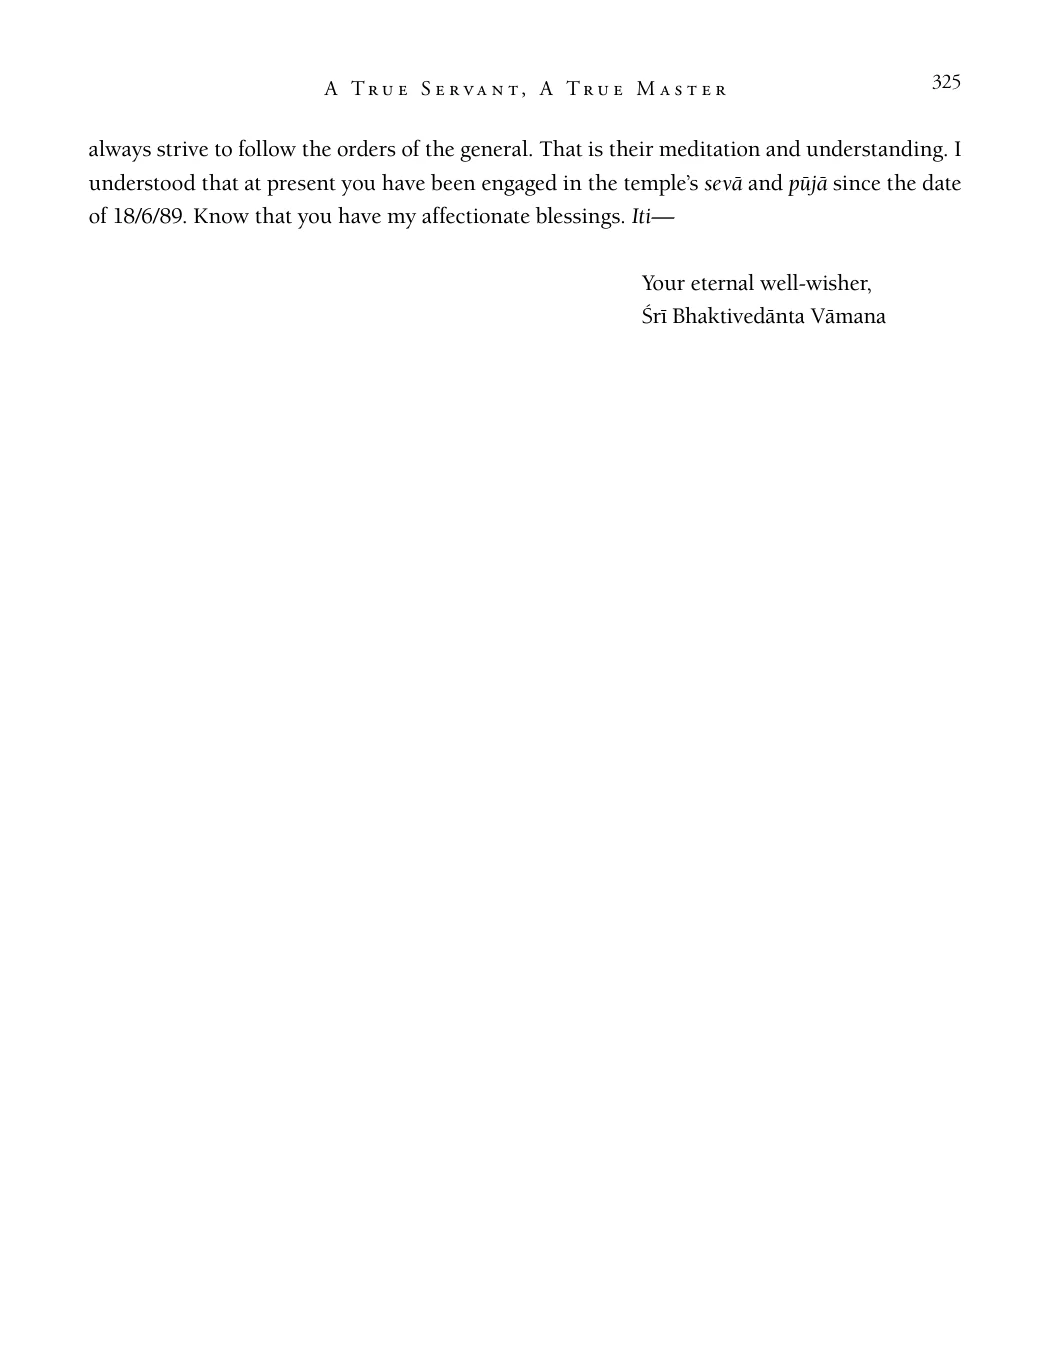 A True Servant, A True Master
325
always strive to follow the orders of the general. That is their meditation and understanding. I
understood that at present you have been engaged in the temple’s sevā and pūjā since the date
of 18/6/89. Know that you have my affectionate blessings. Iti—
Your eternal well-wisher,
Śrī Bhaktivedānta Vāmana